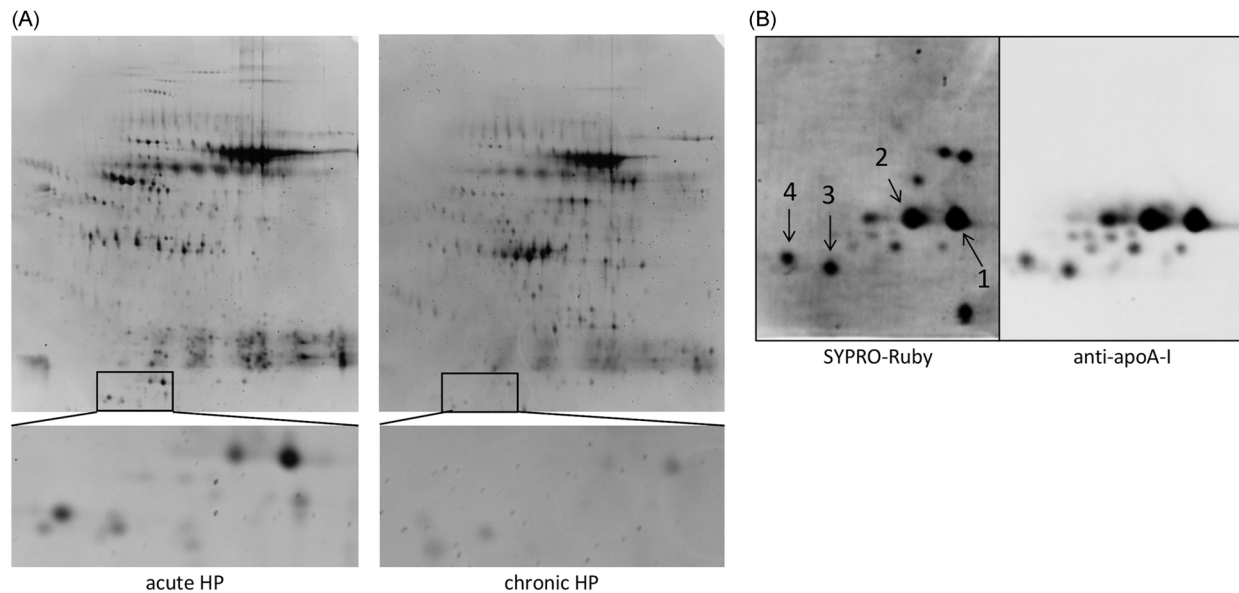 (A)
(B)
2
4
3
1
SYPRO-Ruby
anti-apoA-I
acute HP
chronic HP